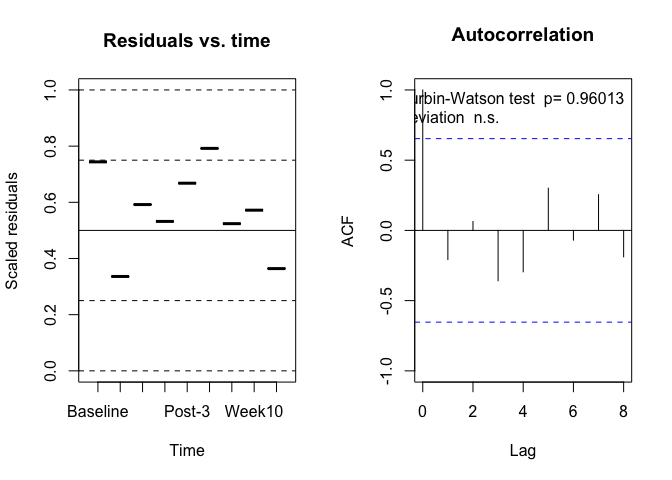 Residuals vs. time
Scaled residuals
1.0
0.8
0.6
0.4
0.2
0.0
Baseline
Post-3
Week10
Time
Autocorrelation
urbin-Watson test p= 0.96013
eviation n.s.
ACF
1.0
0.5
0.0
-0.5
-1.0
0
2
4
6
8
Lag